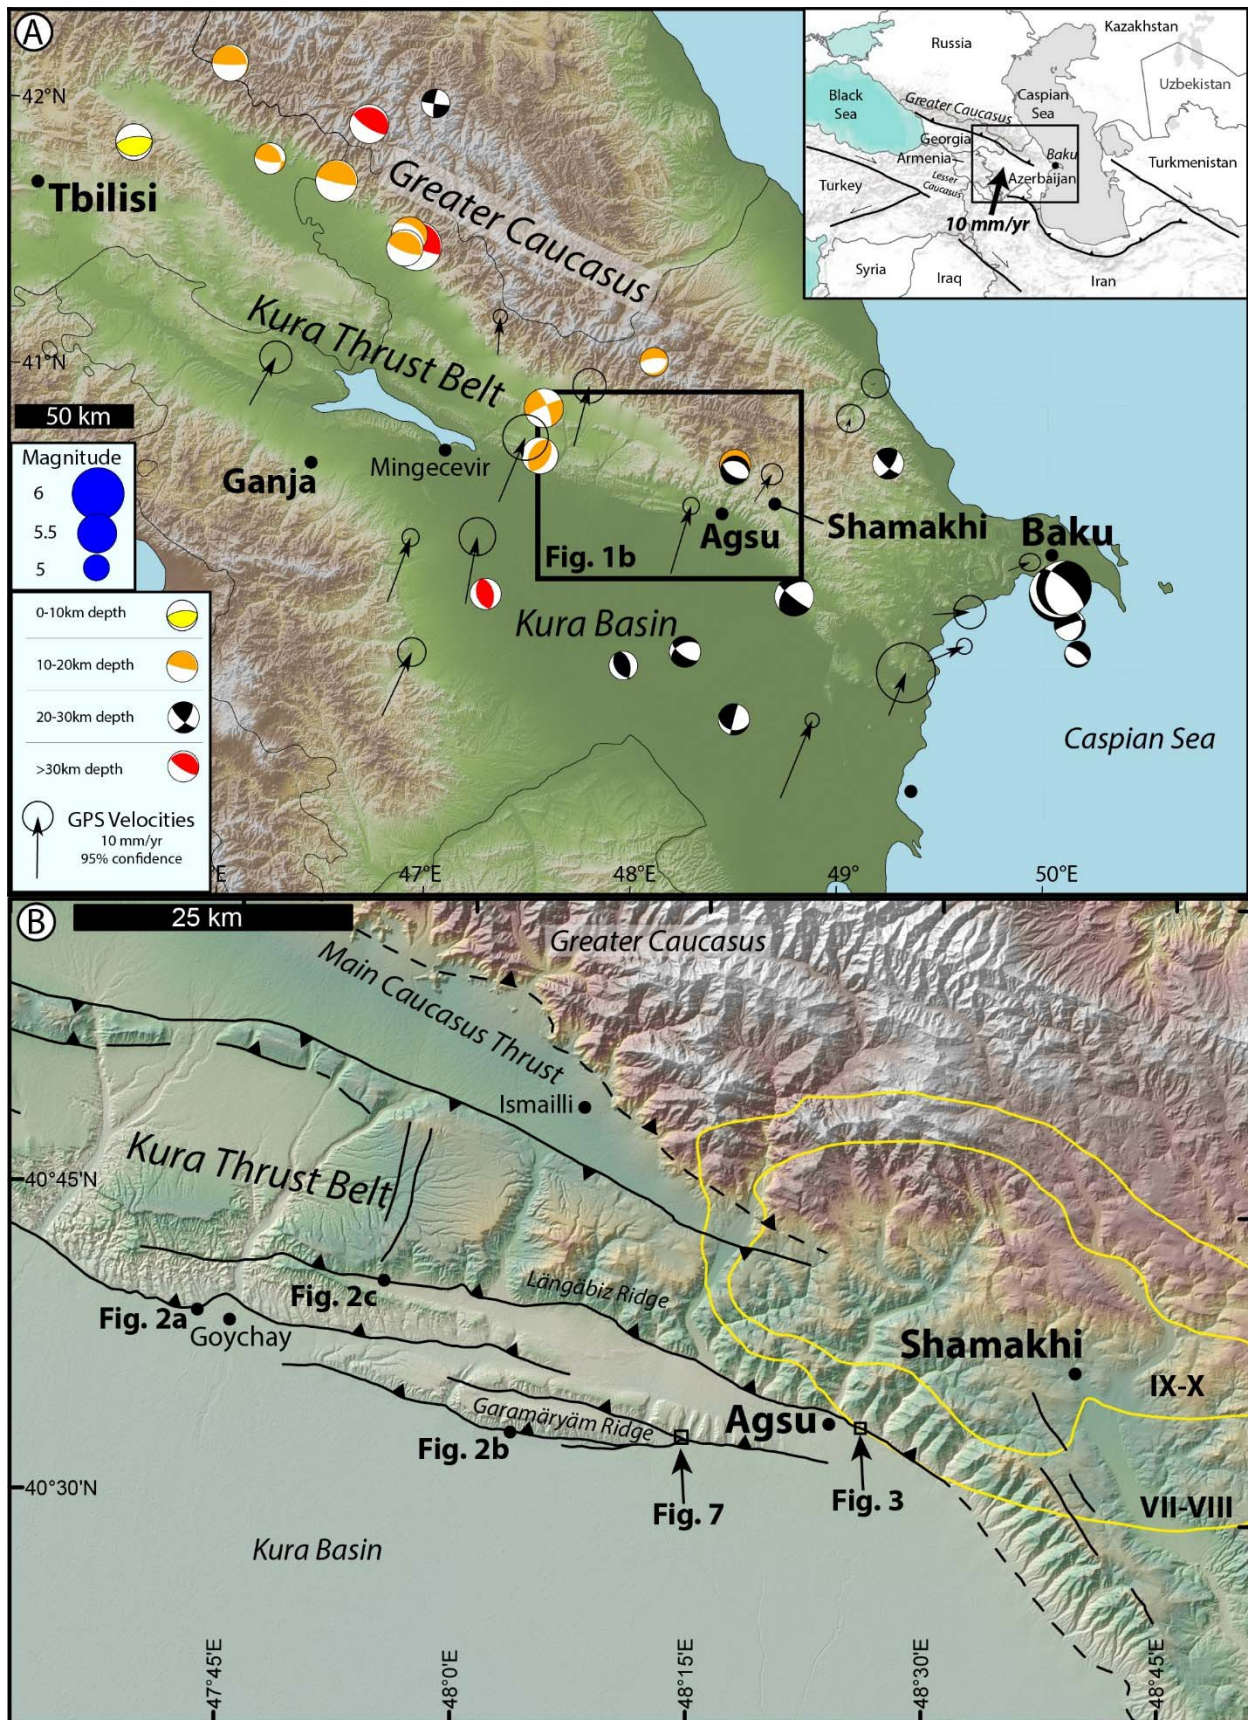 A
42°N
Tbilisi
Greater Caucasus
Kura Thrust Belt
41°N
50 km
Magnitude
6
5.5
5
Ganja
Mingecevir
Fig. 1b
Agsu
Shamakhi
Baku
Kura Basin
Caspian Sea
0-10km depth
10-20km depth
20-30km depth
>30km depth
GPS Velocities
10 mm/yr
95% confidence
47°E
48°E
49°
50°E
Russia
Kazakhstan
Uzbekistan
Black
Sea
Greater Caucasus
Caspian
Sea
Georgia
Armenia
Baku
Azerbaijan
Turkmenistan
Turkey
Lesser
Caucasus
10 mm/yr
Syria
Iraq
Iran
B
25 km
Greater Caucasus
Main Caucasus Thrust
Ismailli
Kura Thrust Belt
40°45'N
Längäbiz Ridge
Fig. 2c
Fig. 2a
Goychay
Shamakhi
IX-X
Garamäryäm Ridge
Agsu
Fig. 2b
40°30'N
Fig. 7
Fig. 3
VII-VIII
Kura Basin
47°45'E
48°0'E
48°15'E
48°30'E
48°45'E